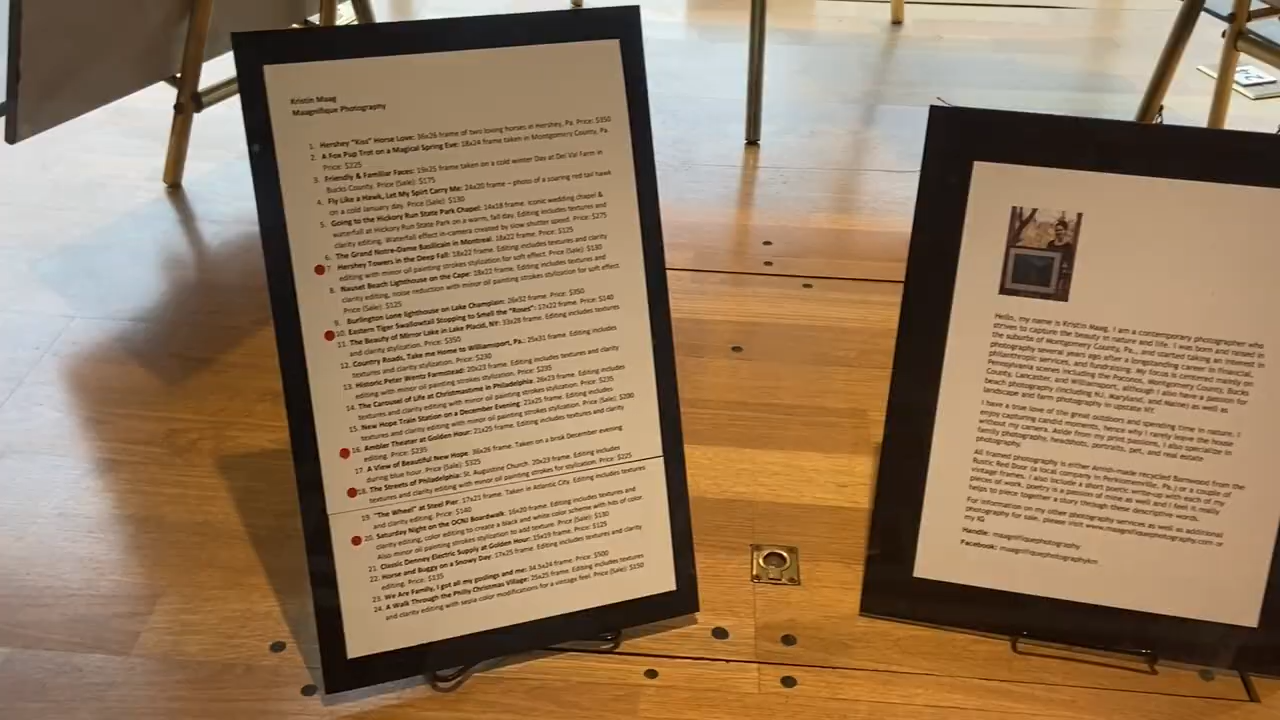 Kristin Maag
Maagnifique Photography
1. Hershey "Kiss" Horse Love: 36x26 frame of two loving horses in Hershey, Pa. Price: $350
2. A Fox Pup Trot on a Magical Spring Eve: 18x24 frame taken in Montgomery County, Pa.
Price: $225
3. Friendly & Familiar Faces: 19x25 frame taken on a cold winter Day at Del Val Farm in
Bucks County. Price (Sale): $175
4. Fly Like a Hawk, Let My Spirt Carry Me: 24x20 frame – photo of a soaring red tail hawk
on a cold January day. Price (Sale): $130
5. Going to the Hickory Run State Park Chapel: 14x18 frame. Iconic wedding chapel &
waterfall at Hickory Run State Park on a warm, fall day. Editing includes textures and
clarity editing. Waterfall effect in-camera created by slow shutter speed. Price: $275
6. The Grand Notre-Dame Basilicain in Montreal. 18x22 frame. Price: $125
7. Hershey Towers in the Deep Fall: 18x22 frame. Editing includes textures and clarity
editing with minor oil painting strokes stylization for soft effect. Price (Sale): $130
8. Nauset Beach Lighthouse on the Cape: 18x22 frame. Editing includes textures and
clarity editing, noise reduction with minor oil painting strokes stylization for soft effect.
Price (Sale): $125
9. Burlington Lone lighthouse on Lake Champlain: 26x32 frame. Price: $350
10. Eastern Tiger Swallowtail Stopping to Smell the "Roses": 17x22 frame. Price: $140
11. The Beauty of Mirror Lake in Lake Placid, NY: 33x28 frame. Editing includes textures
and clarity stylization. Price: $350
12. Country Roads, Take me Home to Williamsport, Pa.: 25x31 frame. Editing includes
textures and clarity stylization. Price: $230
13. Historic Peter Wentz Farmstead: 20x23 frame. Editing includes textures and clarity
editing with minor oil painting strokes stylization. Price: $235
14. The Carousel of Life at Christmastime in Philadelphia: 26x23 frame. Editing includes
textures and clarity editing with minor oil painting strokes stylization. Price: $235
15. New Hope Train Station on a December Evening: 21x25 frame. Editing includes
textures and clarity editing with minor oil painting strokes stylization. Price (Sale): $200
16. Ambler Theater at Golden Hour: 21x25 frame. Editing includes textures and clarity
editing. Price: $235
17. A View of Beautiful New Hope: 36x26 frame. Taken on a brisk December evening
during blue hour. Price (Sale): $325
18. The Streets of Philadelphia: St. Augustine Church. 20x23 frame. Editing includes
textures and clarity editing with minor oil painting strokes for stylization. Price: $225
19. "The Wheel" at Steel Pier: 17x21 frame. Taken in Atlantic City. Editing includes textures
and clarity editing. Price: $140
20. Saturday Night on the OCNJ Boardwalk: 16x20 frame. Editing includes textures and
clarity editing, color editing to create a black and white color scheme with hits of color.
Also minor oil painting strokes stylization to add texture. Price (Sale): $130
21. Classic Denney Electric Supply at Golden Hour: 15x19 frame. Price: $125
22. Horse and Buggy on a Snowy Day: 17x25 frame. Editing includes textures and clarity
editing. Price: $135
23. We Are Family, I got all my goslings and me: 34.5x24 frame. Price: $500
24. A Walk Through the Philly Christmas Village: 25x25 frame. Editing includes textures
and clarity editing with sepia color modifications for a vintage feel. Price (Sale): $150
Hello, my name is Kristin Maag. I am a contemporary photographer who
strives to capture the beauty in nature and life. I was born and raised in
the suburbs of Montgomery County, Pa., and started taking an interest in
photography several years ago after a longstanding career in financial,
philanthropic services and fundraising. My focus is centered mainly on
Pennsylvania scenes including the Poconos, Montgomery County, Bucks
County, Lancaster, and Williamsport, although I also have a passion for
beach photography (including NJ, Maryland, and Maine) as well as
landscape and farm photography in upstate NY.
I have a true love of the great outdoors and spending time in nature. I
enjoy capturing candid moments, hence why I rarely leave the house
without my camera. Aside from my print passions, I also specialize in
family photography, headshots, portraits, pet, and real estate
photography.
All framed photography is either Amish-made recycled Barnwood from the
Rustic Red Door (a local company in Perkiomenville, Pa.) or a couple of
vintage frames. I also include a short poetic write-up with each of my
pieces of work, poetry is a passion of mine as well and I feel it really
helps to piece together a story through these descriptive words.
For information on my other photography services as well as additional
photography for sale, please visit www.maagnifiquephotography.com or
my IG
Handle: maagnifiquephotography
Facebook: maagnifiquephotographykm
24